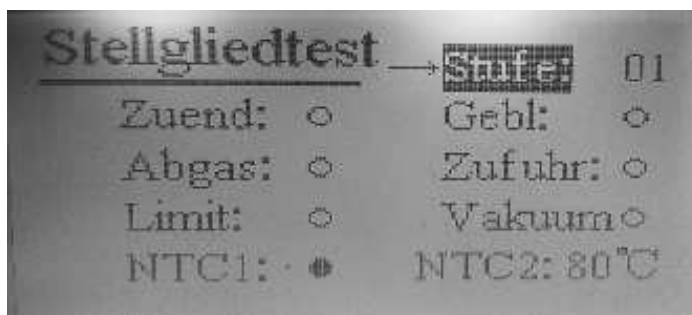 Stellgliedtest → Stufe: 01
Zuend: ○ Gebl: ○
Abgas: ○ Zufuhr: ○
Limit: ○ Vakuum ○
NTC1: ● NTC2: 80°C